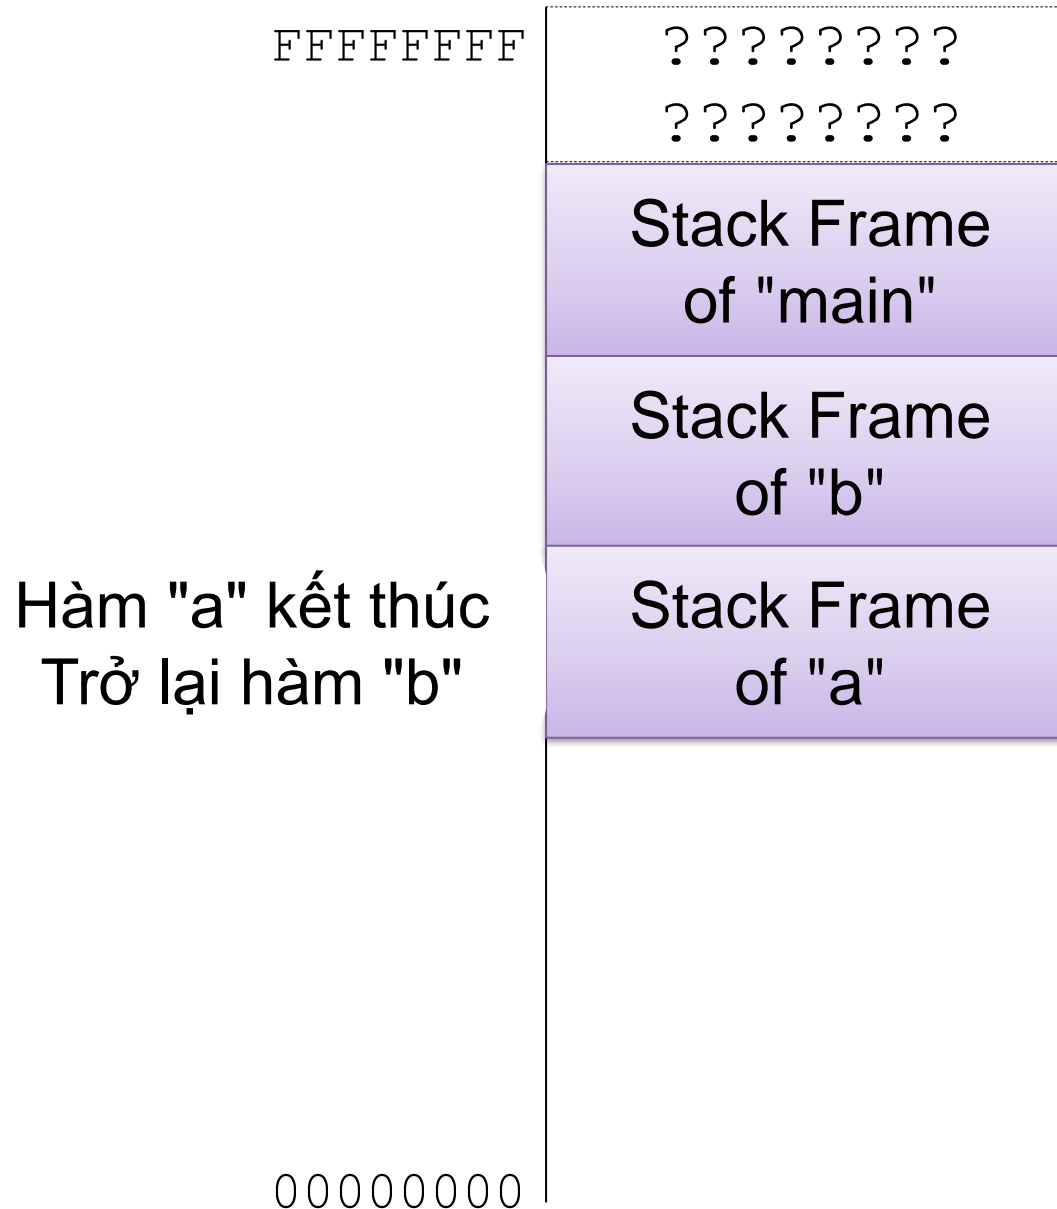 FFFFFFFF
????????
????????
Stack Frame
of "main"
Stack Frame
of "b"
Hàm "a" kết thúc
Trở lại hàm "b"
Stack Frame
of "a"
00000000